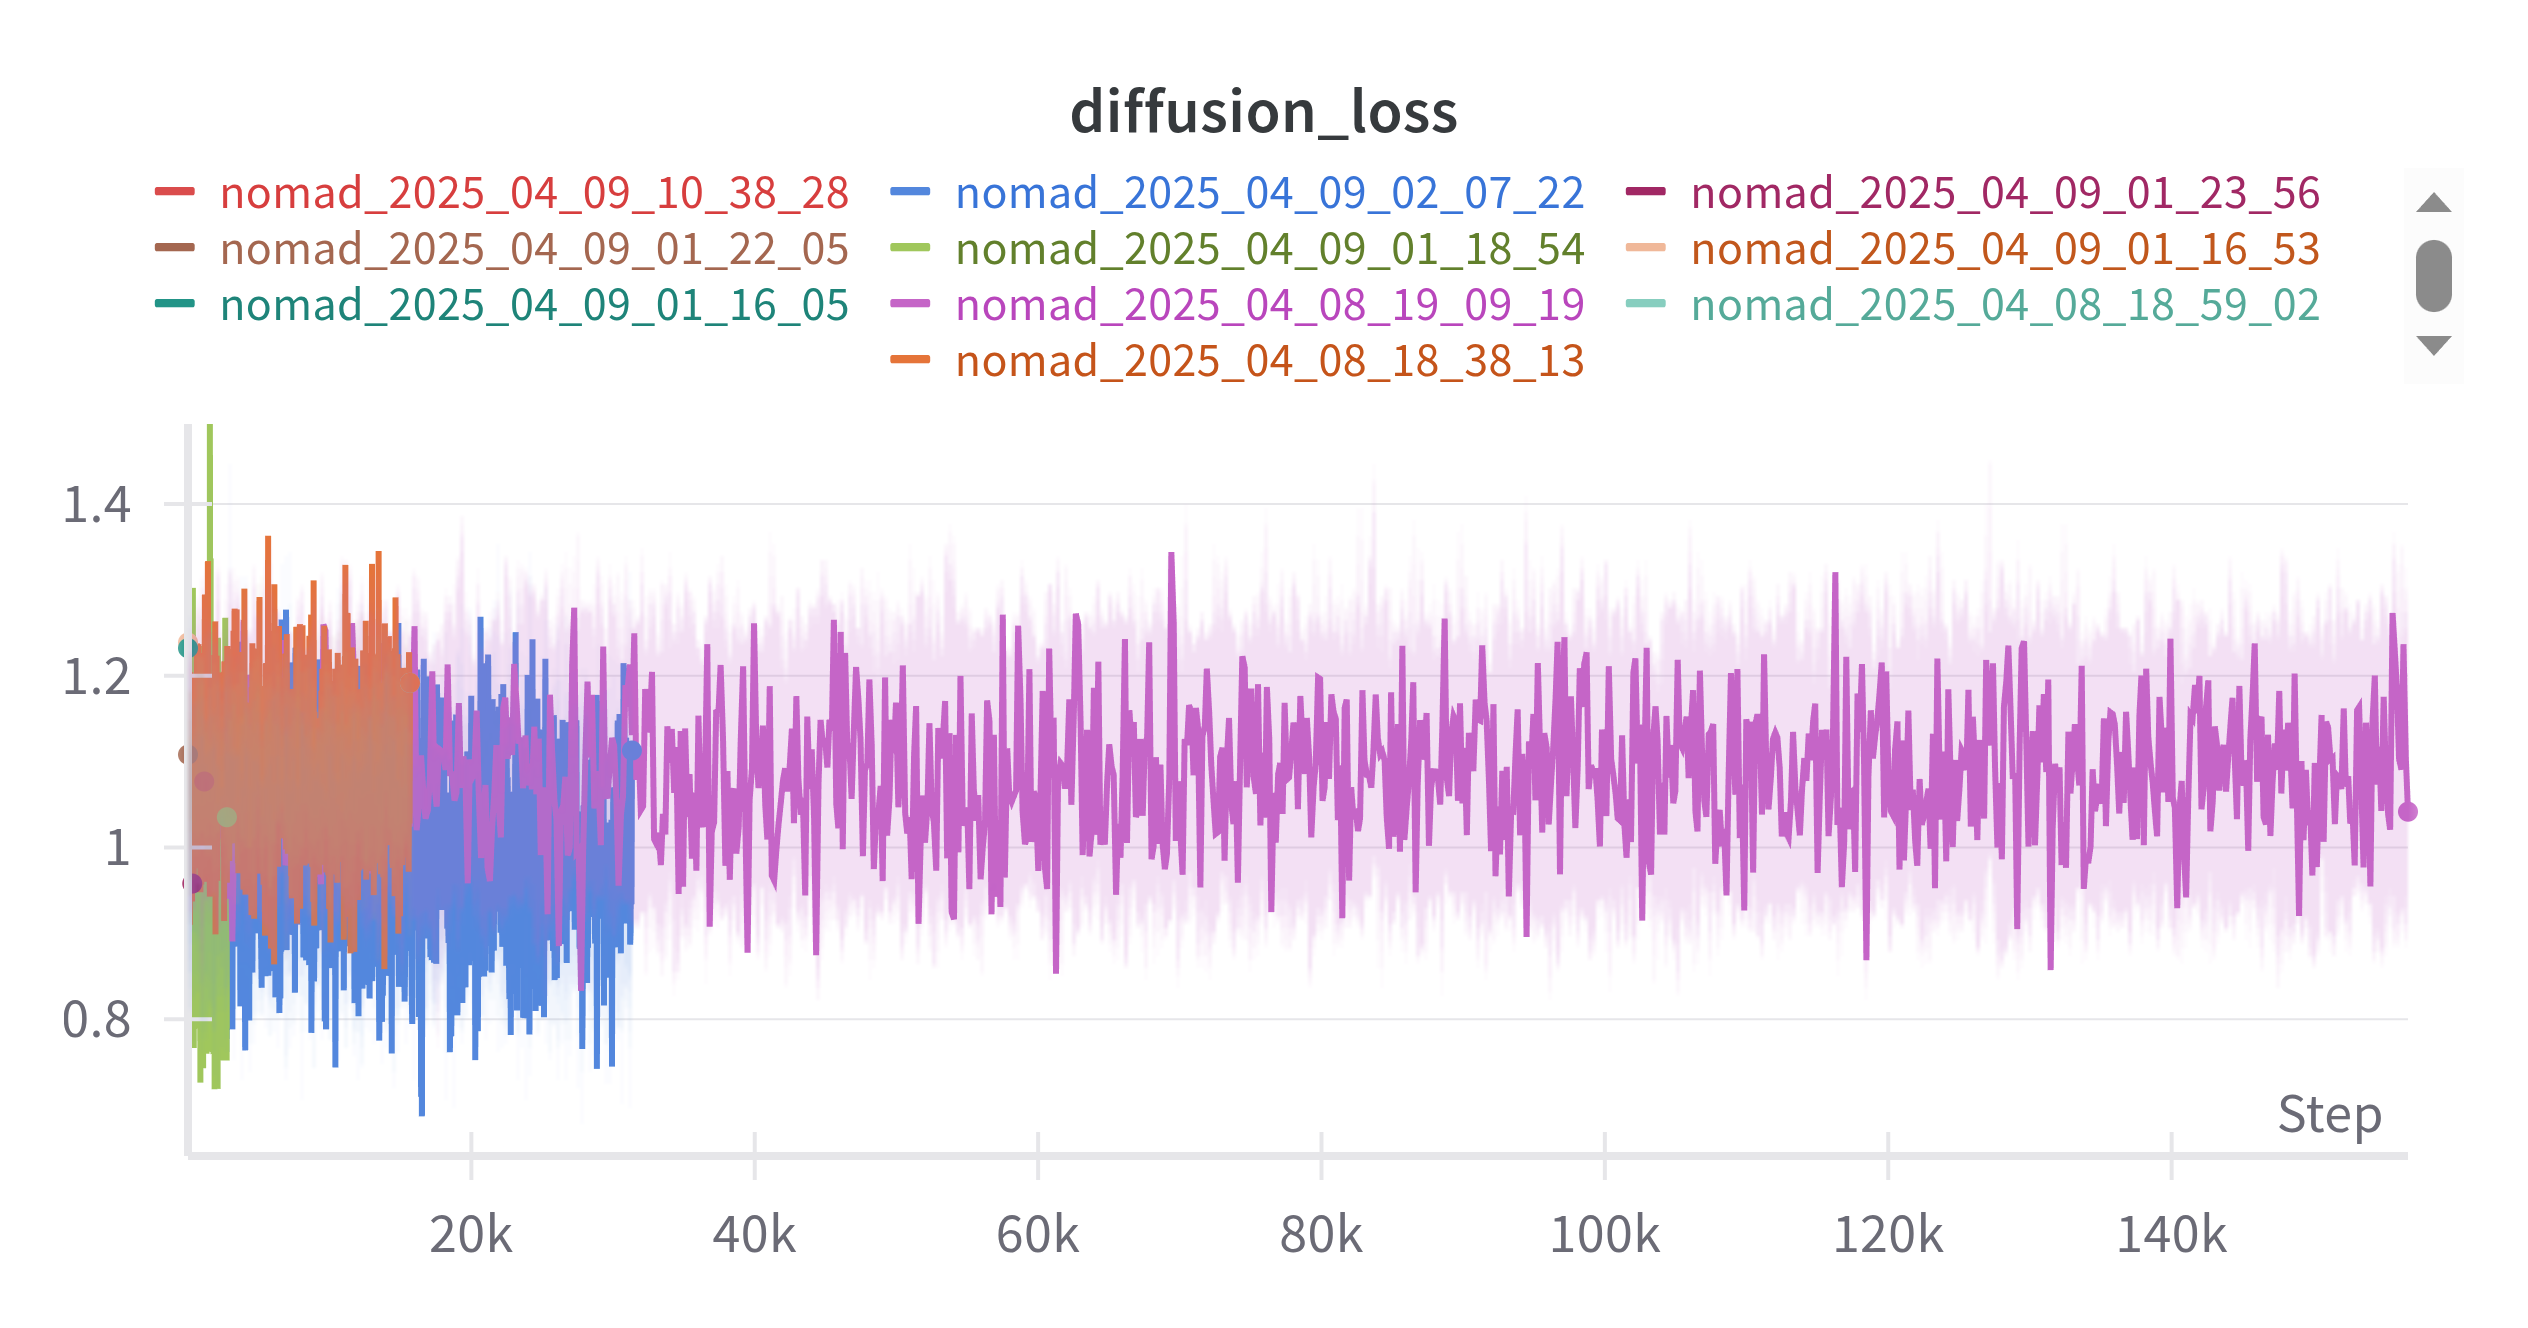 diffusion_loss
nomad_2025_04_09_10_38_28 nomad_2025_04_09_02_07_22 nomad_2025_04_09_01_23_56
nomad_2025_04_09_01_22_05 nomad_2025_04_09_01_18_54 nomad_2025_04_09_01_16_53
nomad_2025_04_09_01_16_05 nomad_2025_04_08_19_09_19 nomad_2025_04_08_18_59_02
nomad_2025_04_08_18_38_13
1.4
1.2
1
0.8
Step
20k 40k 60k 80k 100k 120k 140k